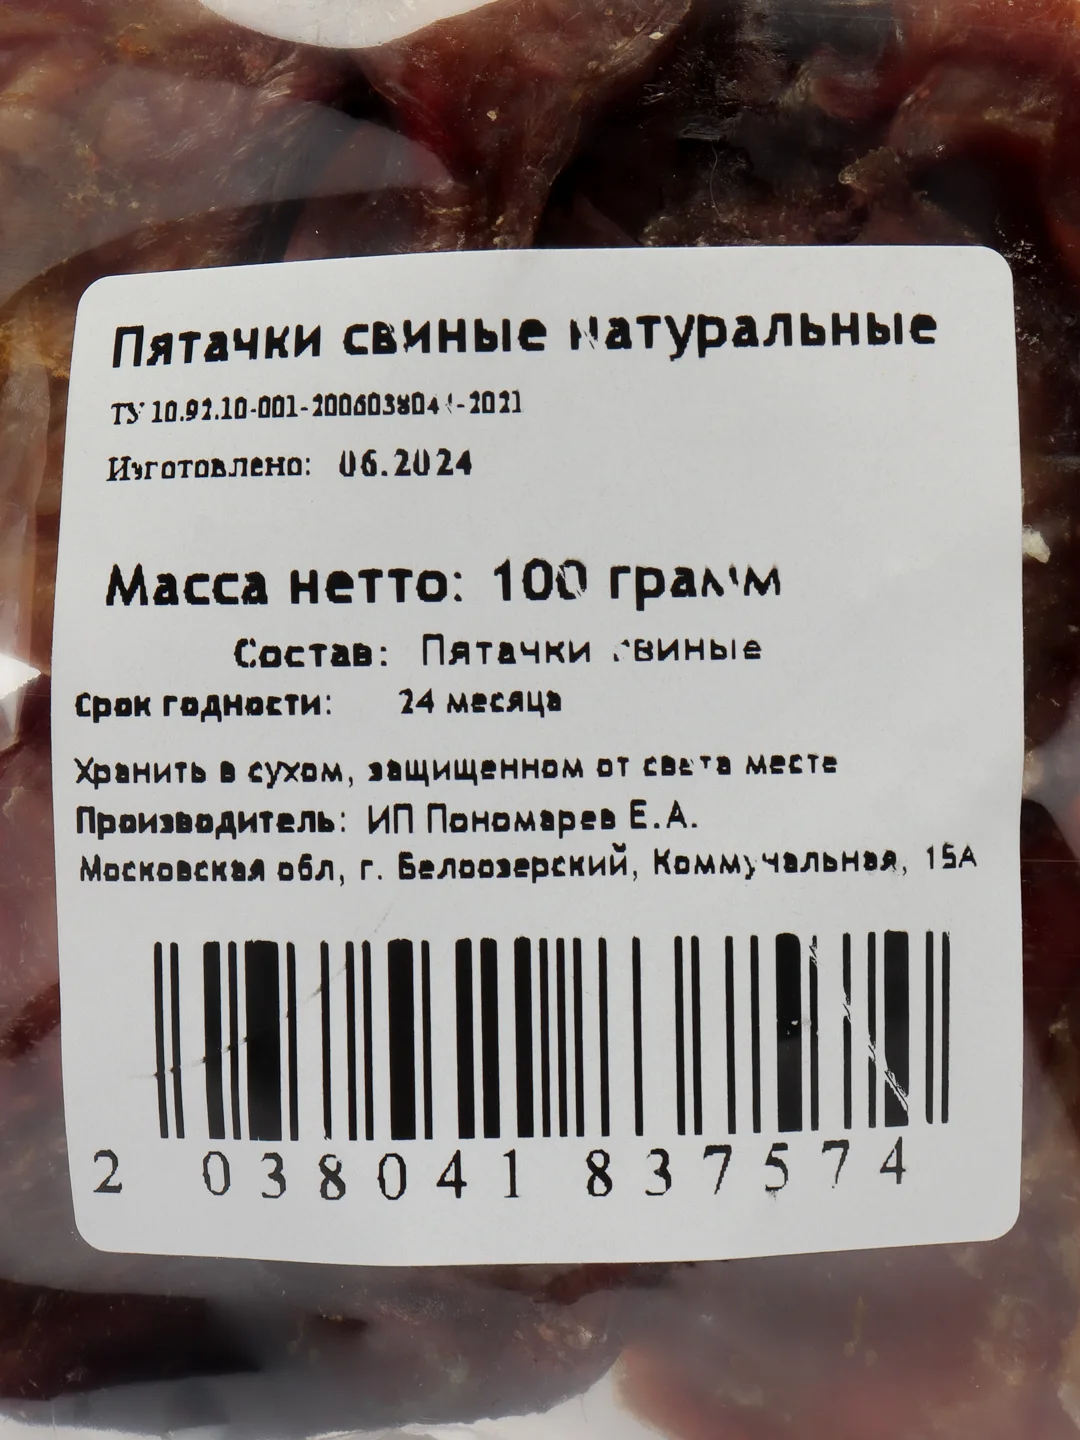 Пятачки свиные натуральные
ТУ 10.92.10-001-2006038041-2021
Изготовлено: 06.2024
Масса нетто: 100 грамм
Состав: Пятачки свиные
Срок годности: 24 месяца
Хранить в сухом, защищенном от света месте
Производитель: ИП Пономарев Е.А.
Московская обл, г. Белоозерский, Коммунальная, 15А
2 038041 837574